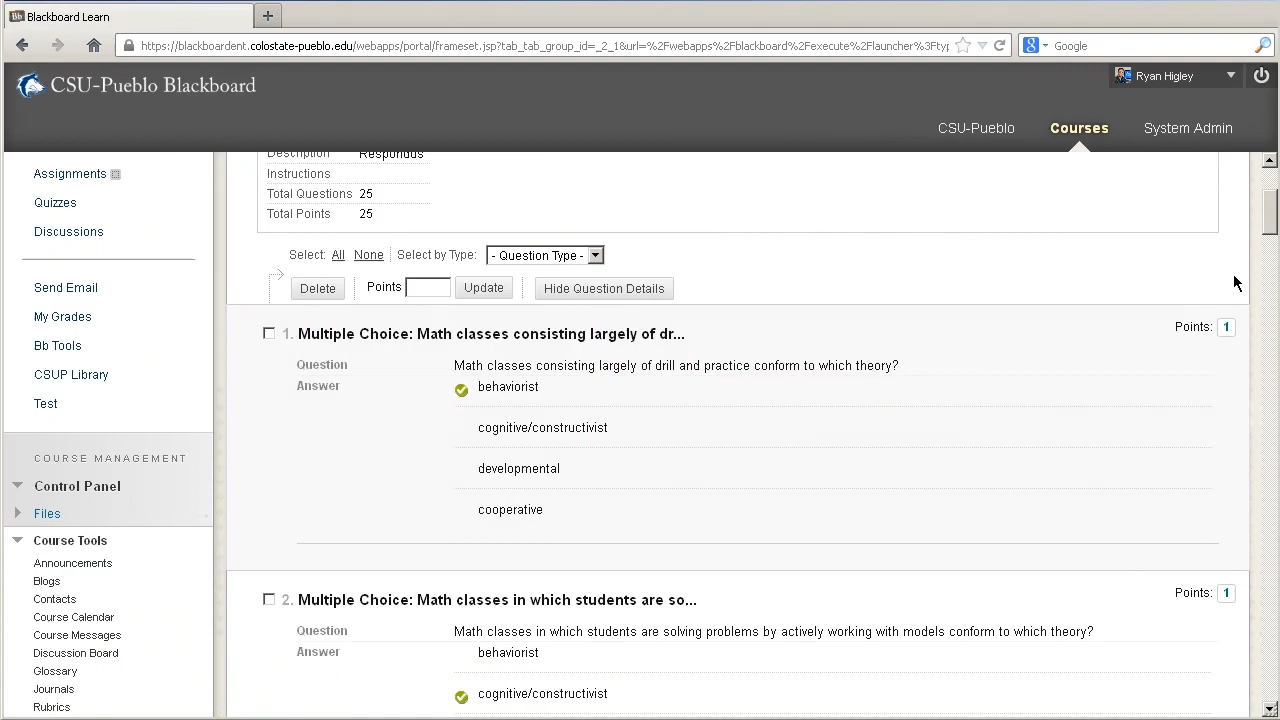 Blackboard Learn
https://blackboardent.colostate-pueblo.edu/webapps/portal/frameset.jsp?tab_tab_group_id=_2_1&url=%2Fwebapps%2Fblackboard%2Fexecute%2Flauncher%3Ftyp
Google
CSU-Pueblo Blackboard
Ryan Higley
CSU-Pueblo
Courses
System Admin
Assignments
Quizzes
Discussions
Send Email
My Grades
Bb Tools
CSUP Library
Test
COURSE MANAGEMENT
Control Panel
Files
Course Tools
Announcements
Blogs
Contacts
Course Calendar
Course Messages
Discussion Board
Glossary
Journals
Rubrics
Description Respondus
Instructions
Total Questions 25
Total Points 25
Select: All None Select by Type: - Question Type -
Delete Points Update Hide Question Details
1. Multiple Choice: Math classes consisting largely of dr... Points: 1
Question Math classes consisting largely of drill and practice conform to which theory?
Answer behaviorist
cognitive/constructivist
developmental
cooperative
2. Multiple Choice: Math classes in which students are so... Points: 1
Question Math classes in which students are solving problems by actively working with models conform to which theory?
Answer behaviorist
cognitive/constructivist